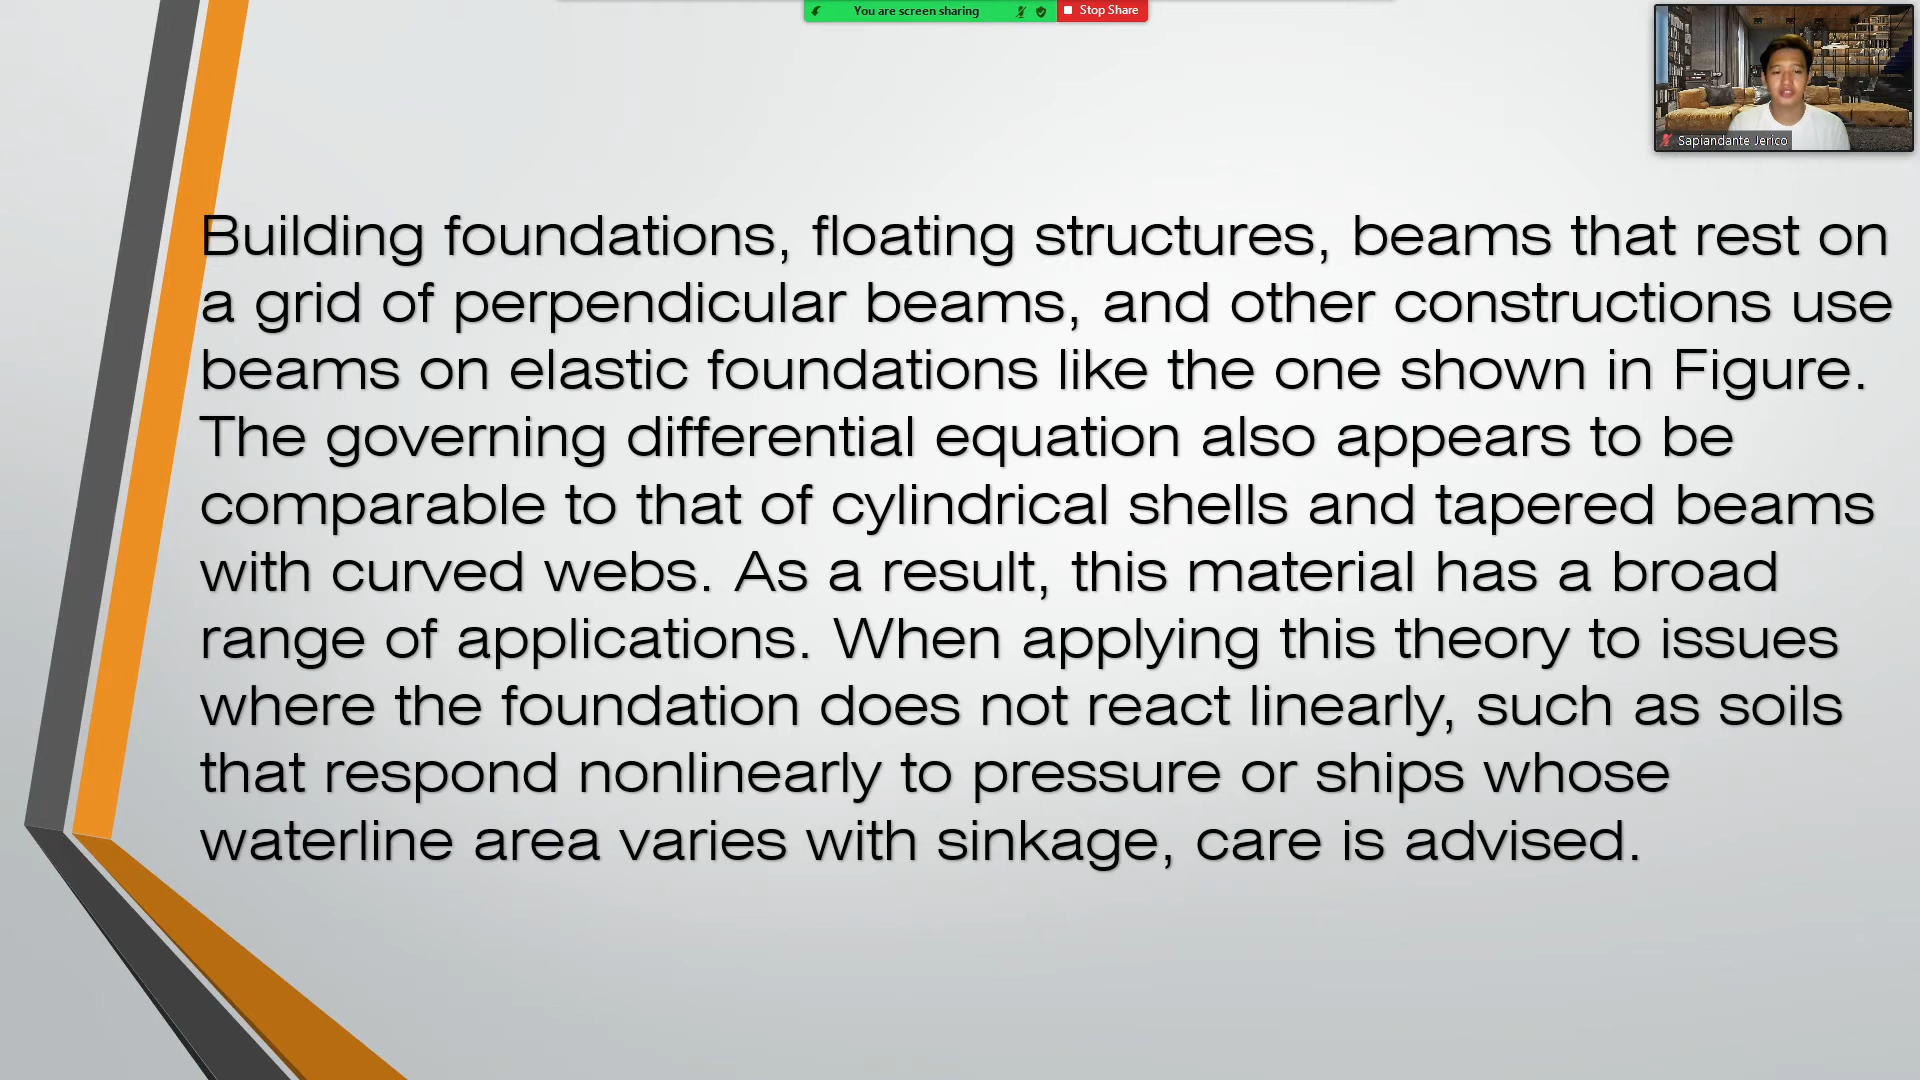 You are screen sharing
Stop Share
Sapiandante Jerico
Building foundations, floating structures, beams that rest on
a grid of perpendicular beams, and other constructions use
beams on elastic foundations like the one shown in Figure.
The governing differential equation also appears to be
comparable to that of cylindrical shells and tapered beams
with curved webs. As a result, this material has a broad
range of applications. When applying this theory to issues
where the foundation does not react linearly, such as soils
that respond nonlinearly to pressure or ships whose
waterline area varies with sinkage, care is advised.